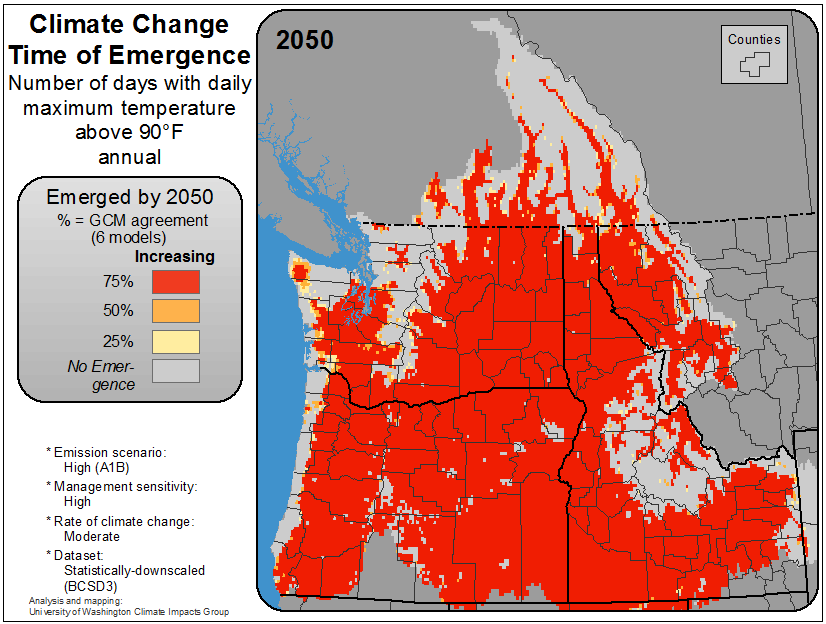 Climate Change
Time of Emergence
Number of days with daily
maximum temperature
above 90°F
annual
Emerged by 2050
% = GCM agreement
(6 models)
Increasing
75%
50%
25%
No Emer-
gence
* Emission scenario:
High (A1B)
* Management sensitivity:
High
* Rate of climate change:
Moderate
* Dataset:
Statistically-downscaled
(BCSD3)
Analysis and mapping:
University of Washington Climate Impacts Group
2050
Counties